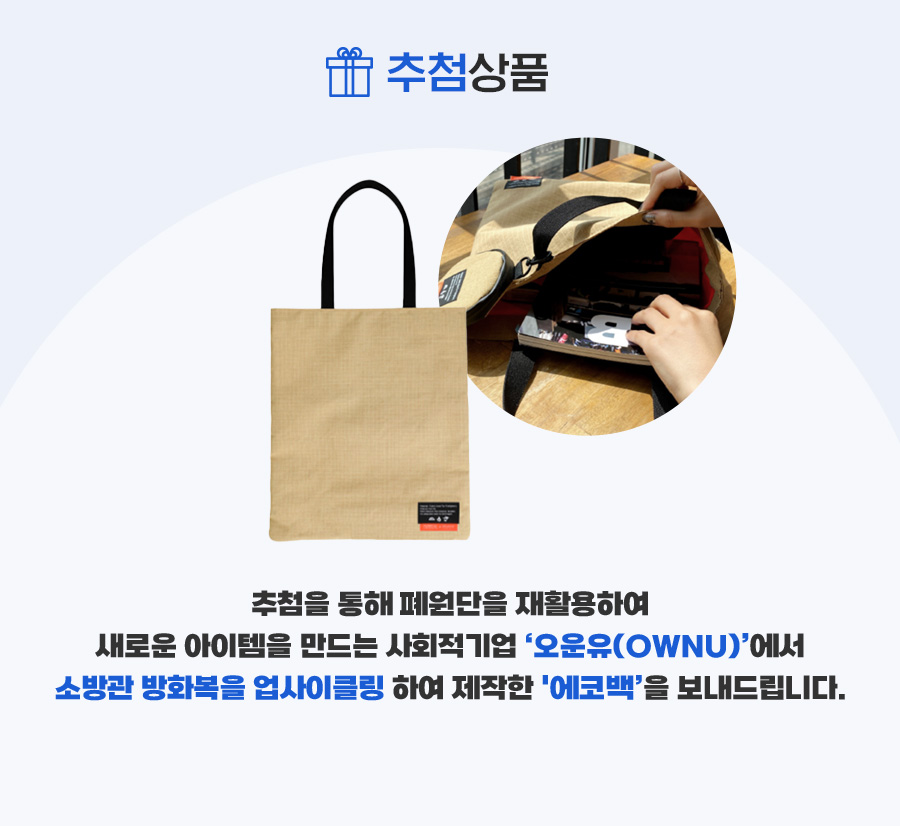 추첨상품
추첨을 통해 폐원단을 재활용하여
새로운 아이템을 만드는 사회적기업 ‘오운유(OWNU)’에서
소방관 방화복을 업사이클링 하여 제작한 '에코백’을 보내드립니다.